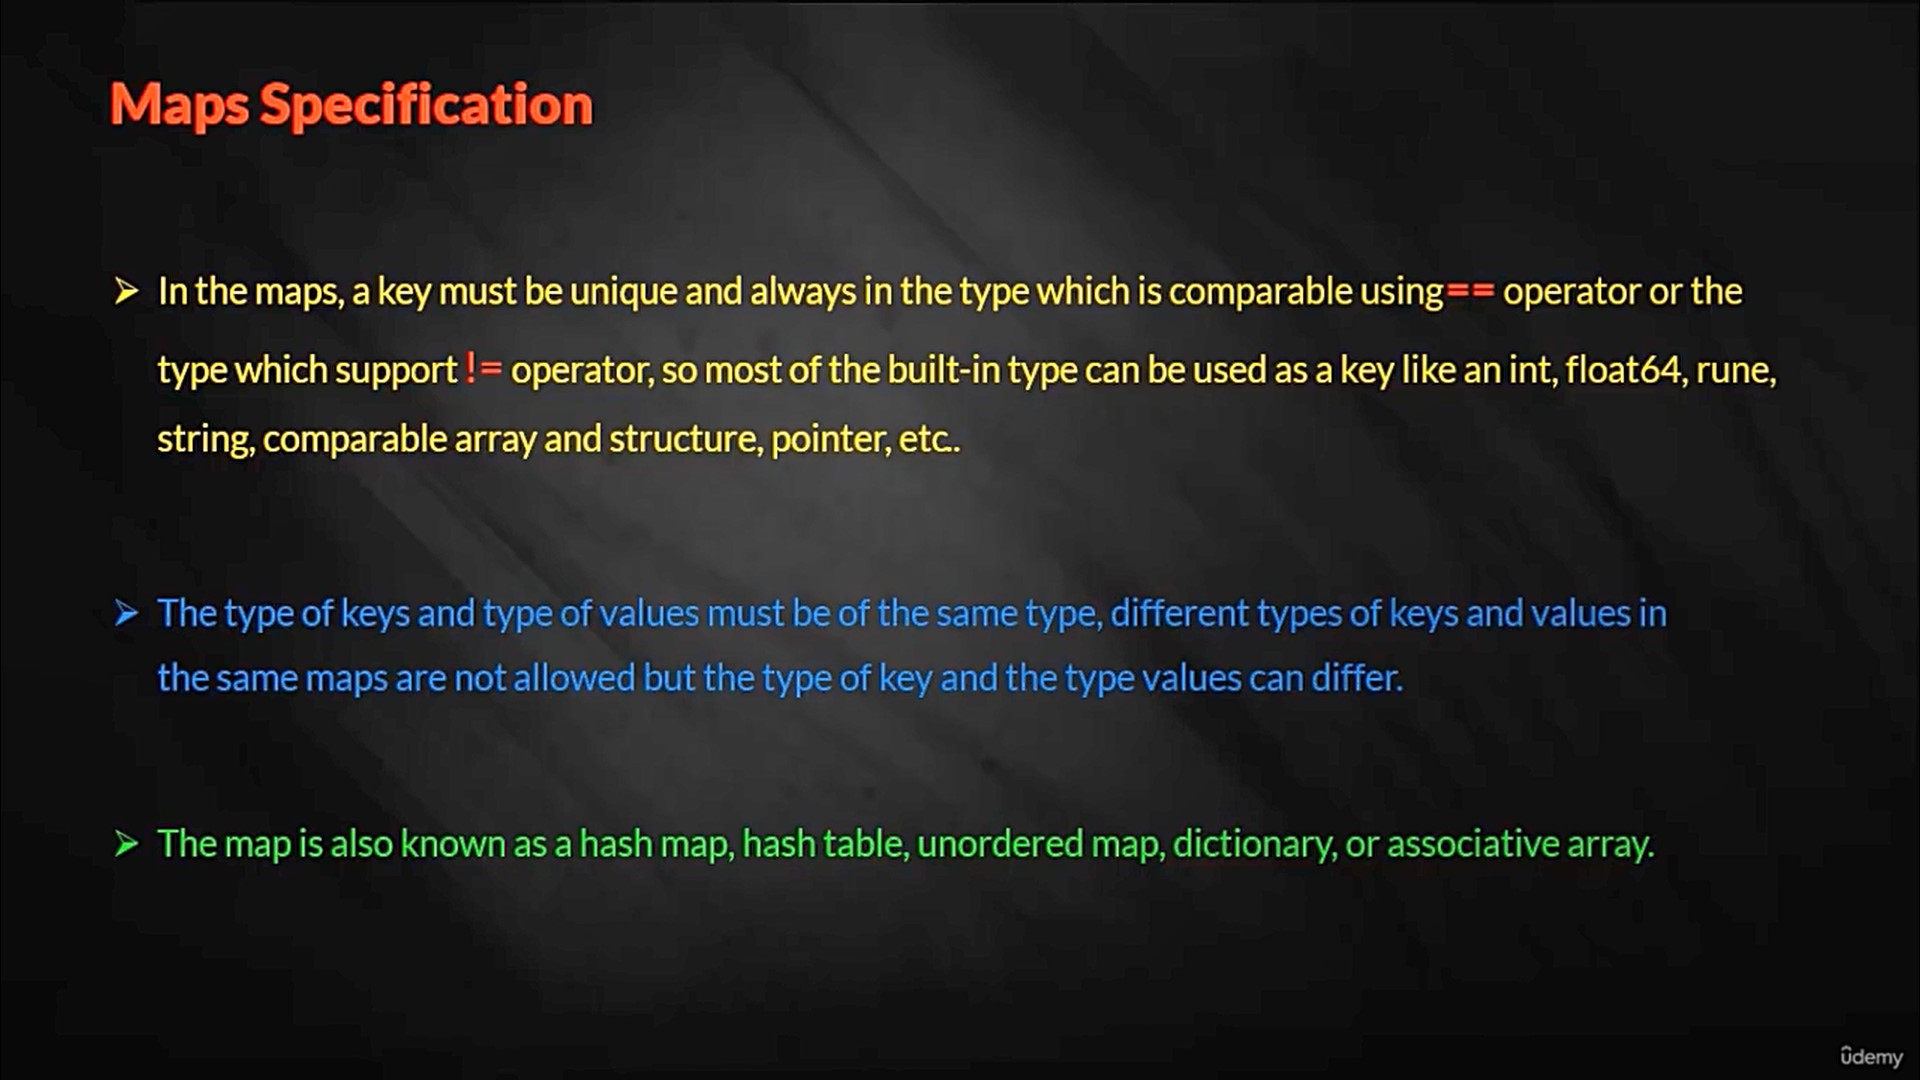 Maps Specification
➢ In the maps, a key must be unique and always in the type which is comparable using== operator or the
type which support != operator, so most of the built-in type can be used as a key like an int, float64, rune,
string, comparable array and structure, pointer, etc..
➢ The type of keys and type of values must be of the same type, different types of keys and values in
the same maps are not allowed but the type of key and the type values can differ.
➢ The map is also known as a hash map, hash table, unordered map, dictionary, or associative array.
ûdemy